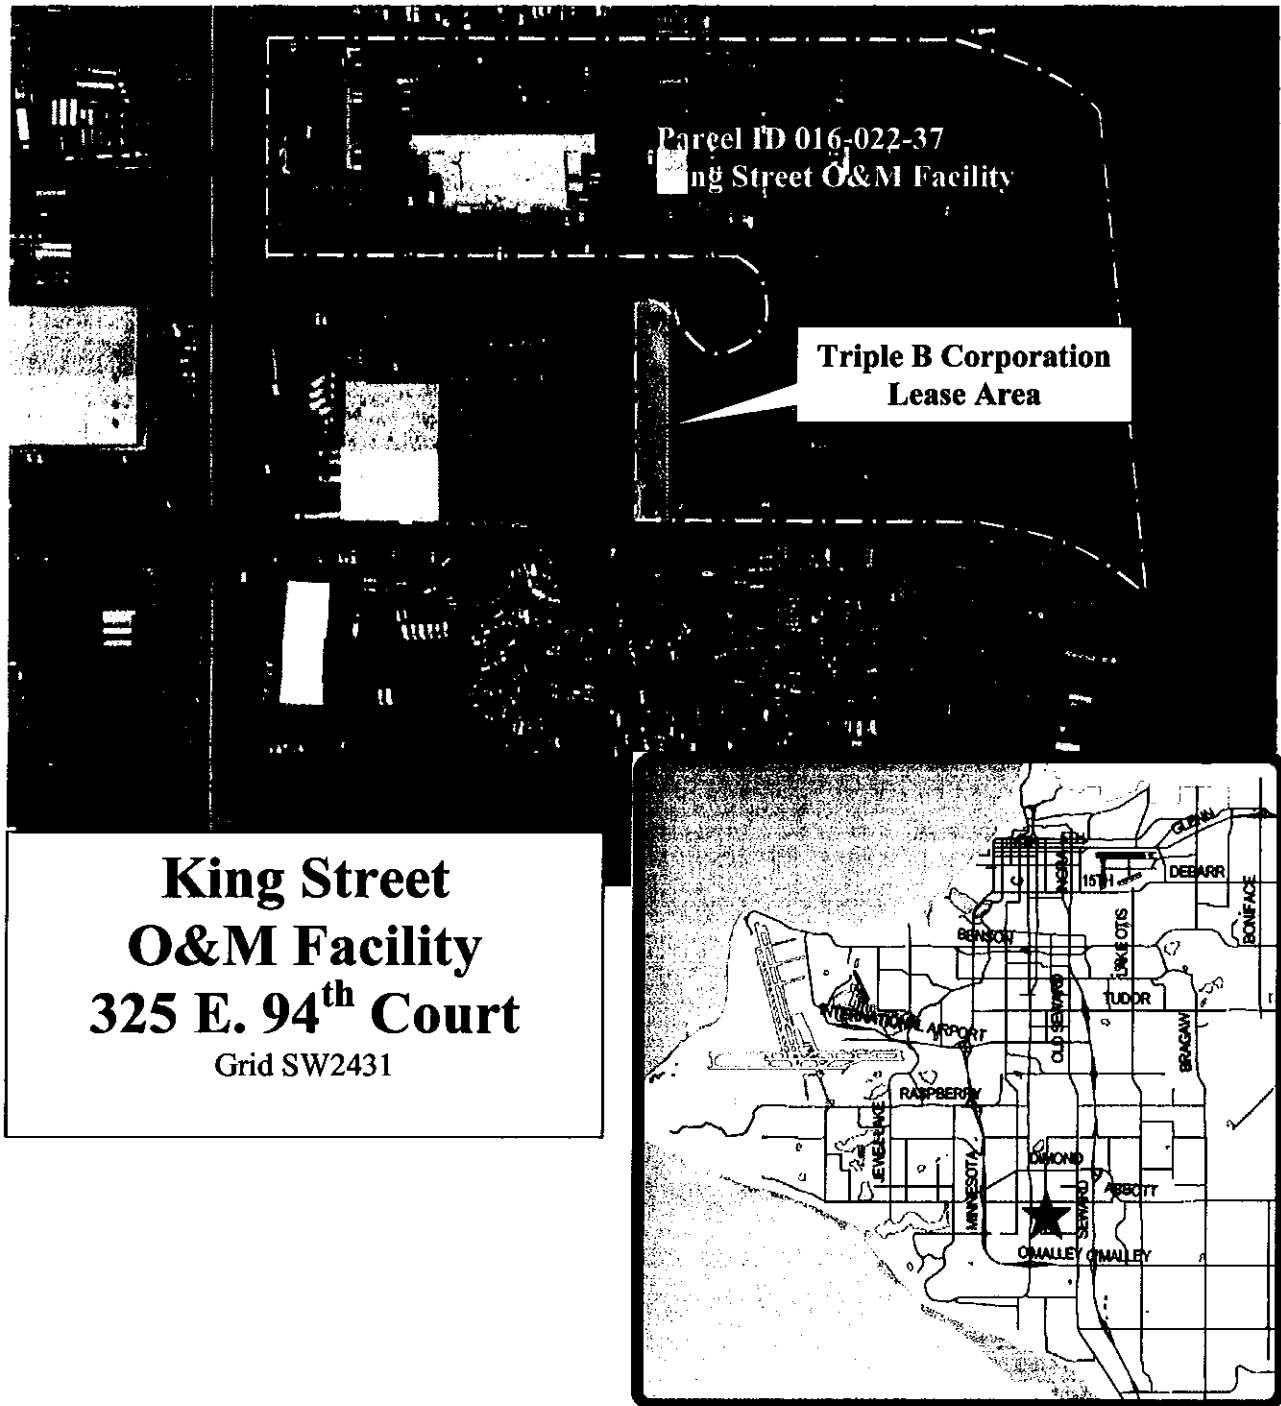 Parcel ID 016-022-37
ng Street O&M Facility
Triple B Corporation
Lease Area
King Street
O&M Facility
325 E. 94th Court
Grid SW2431
GLENN
15TH
DEBARR
BONIFACE
BENSON
LAKE OTIS
TUDOR
INTERNATIONAL AIRPORT
OLD SEWARD
BRAGAW
RASPBERRY
JEWEL LAKE
MINNESOTA
DIMOND
SEWARD
ABBOTT
O'MALLEY
O'MALLEY